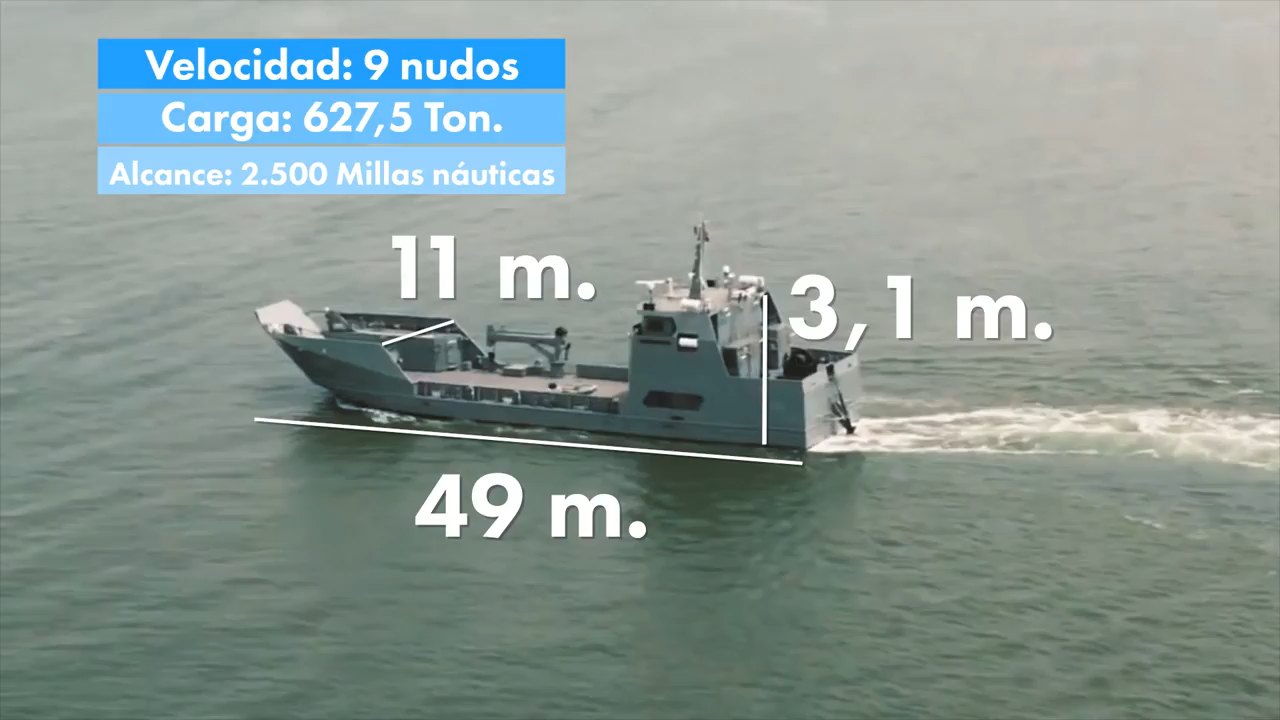 Velocidad: 9 nudos
Carga: 627,5 Ton.
Alcance: 2.500 Millas náuticas
11 m.
3,1 m.
49 m.